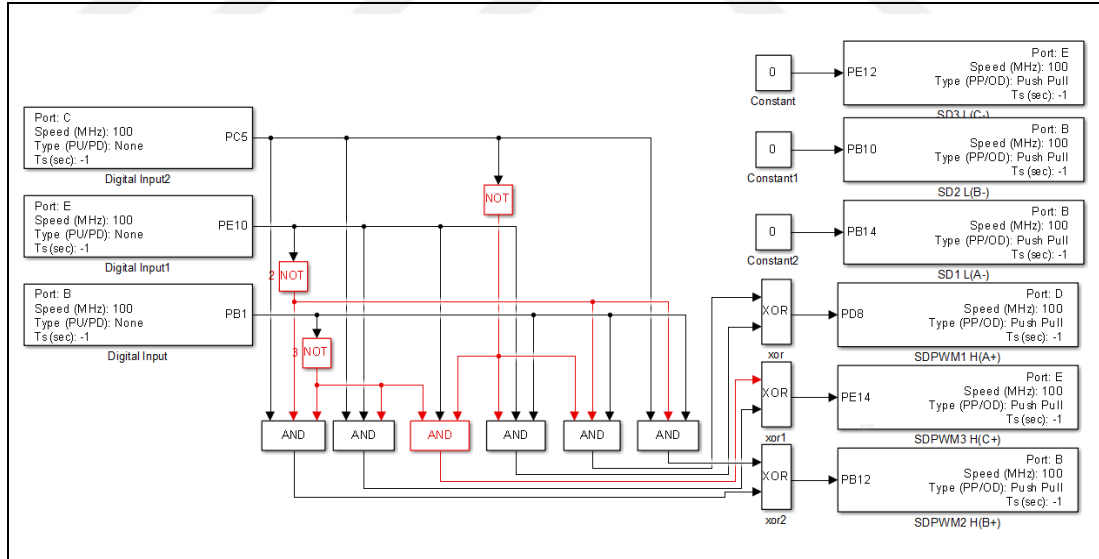 Port: C
Speed (MHz): 100
Type (PU/PD): None
Ts (sec): -1
PC5
Digital Input2
Port: E
Speed (MHz): 100
Type (PU/PD): None
Ts (sec): -1
PE10
Digital Input1
Port: B
Speed (MHz): 100
Type (PU/PD): None
Ts (sec): -1
PB1
Digital Input
NOT
2 NOT
3 NOT
AND
AND
AND
AND
AND
AND
0
Constant
0
Constant1
0
Constant2
XOR
xor
XOR
xor1
XOR
xor2
Port: E
Speed (MHz): 100
PE12
Type (PP/OD): Push Pull
Ts (sec): -1
SD3 L(C-)
Port: B
Speed (MHz): 100
PB10
Type (PP/OD): Push Pull
Ts (sec): -1
SD2 L(B-)
Port: B
Speed (MHz): 100
PB14
Type (PP/OD): Push Pull
Ts (sec): -1
SD1 L(A-)
Port: D
Speed (MHz): 100
PD8
Type (PP/OD): Push Pull
Ts (sec): -1
SDPWM1 H(A+)
Port: E
Speed (MHz): 100
PE14
Type (PP/OD): Push Pull
Ts (sec): -1
SDPWM3 H(C+)
Port: B
Speed (MHz): 100
PB12
Type (PP/OD): Push Pull
Ts (sec): -1
SDPWM2 H(B+)